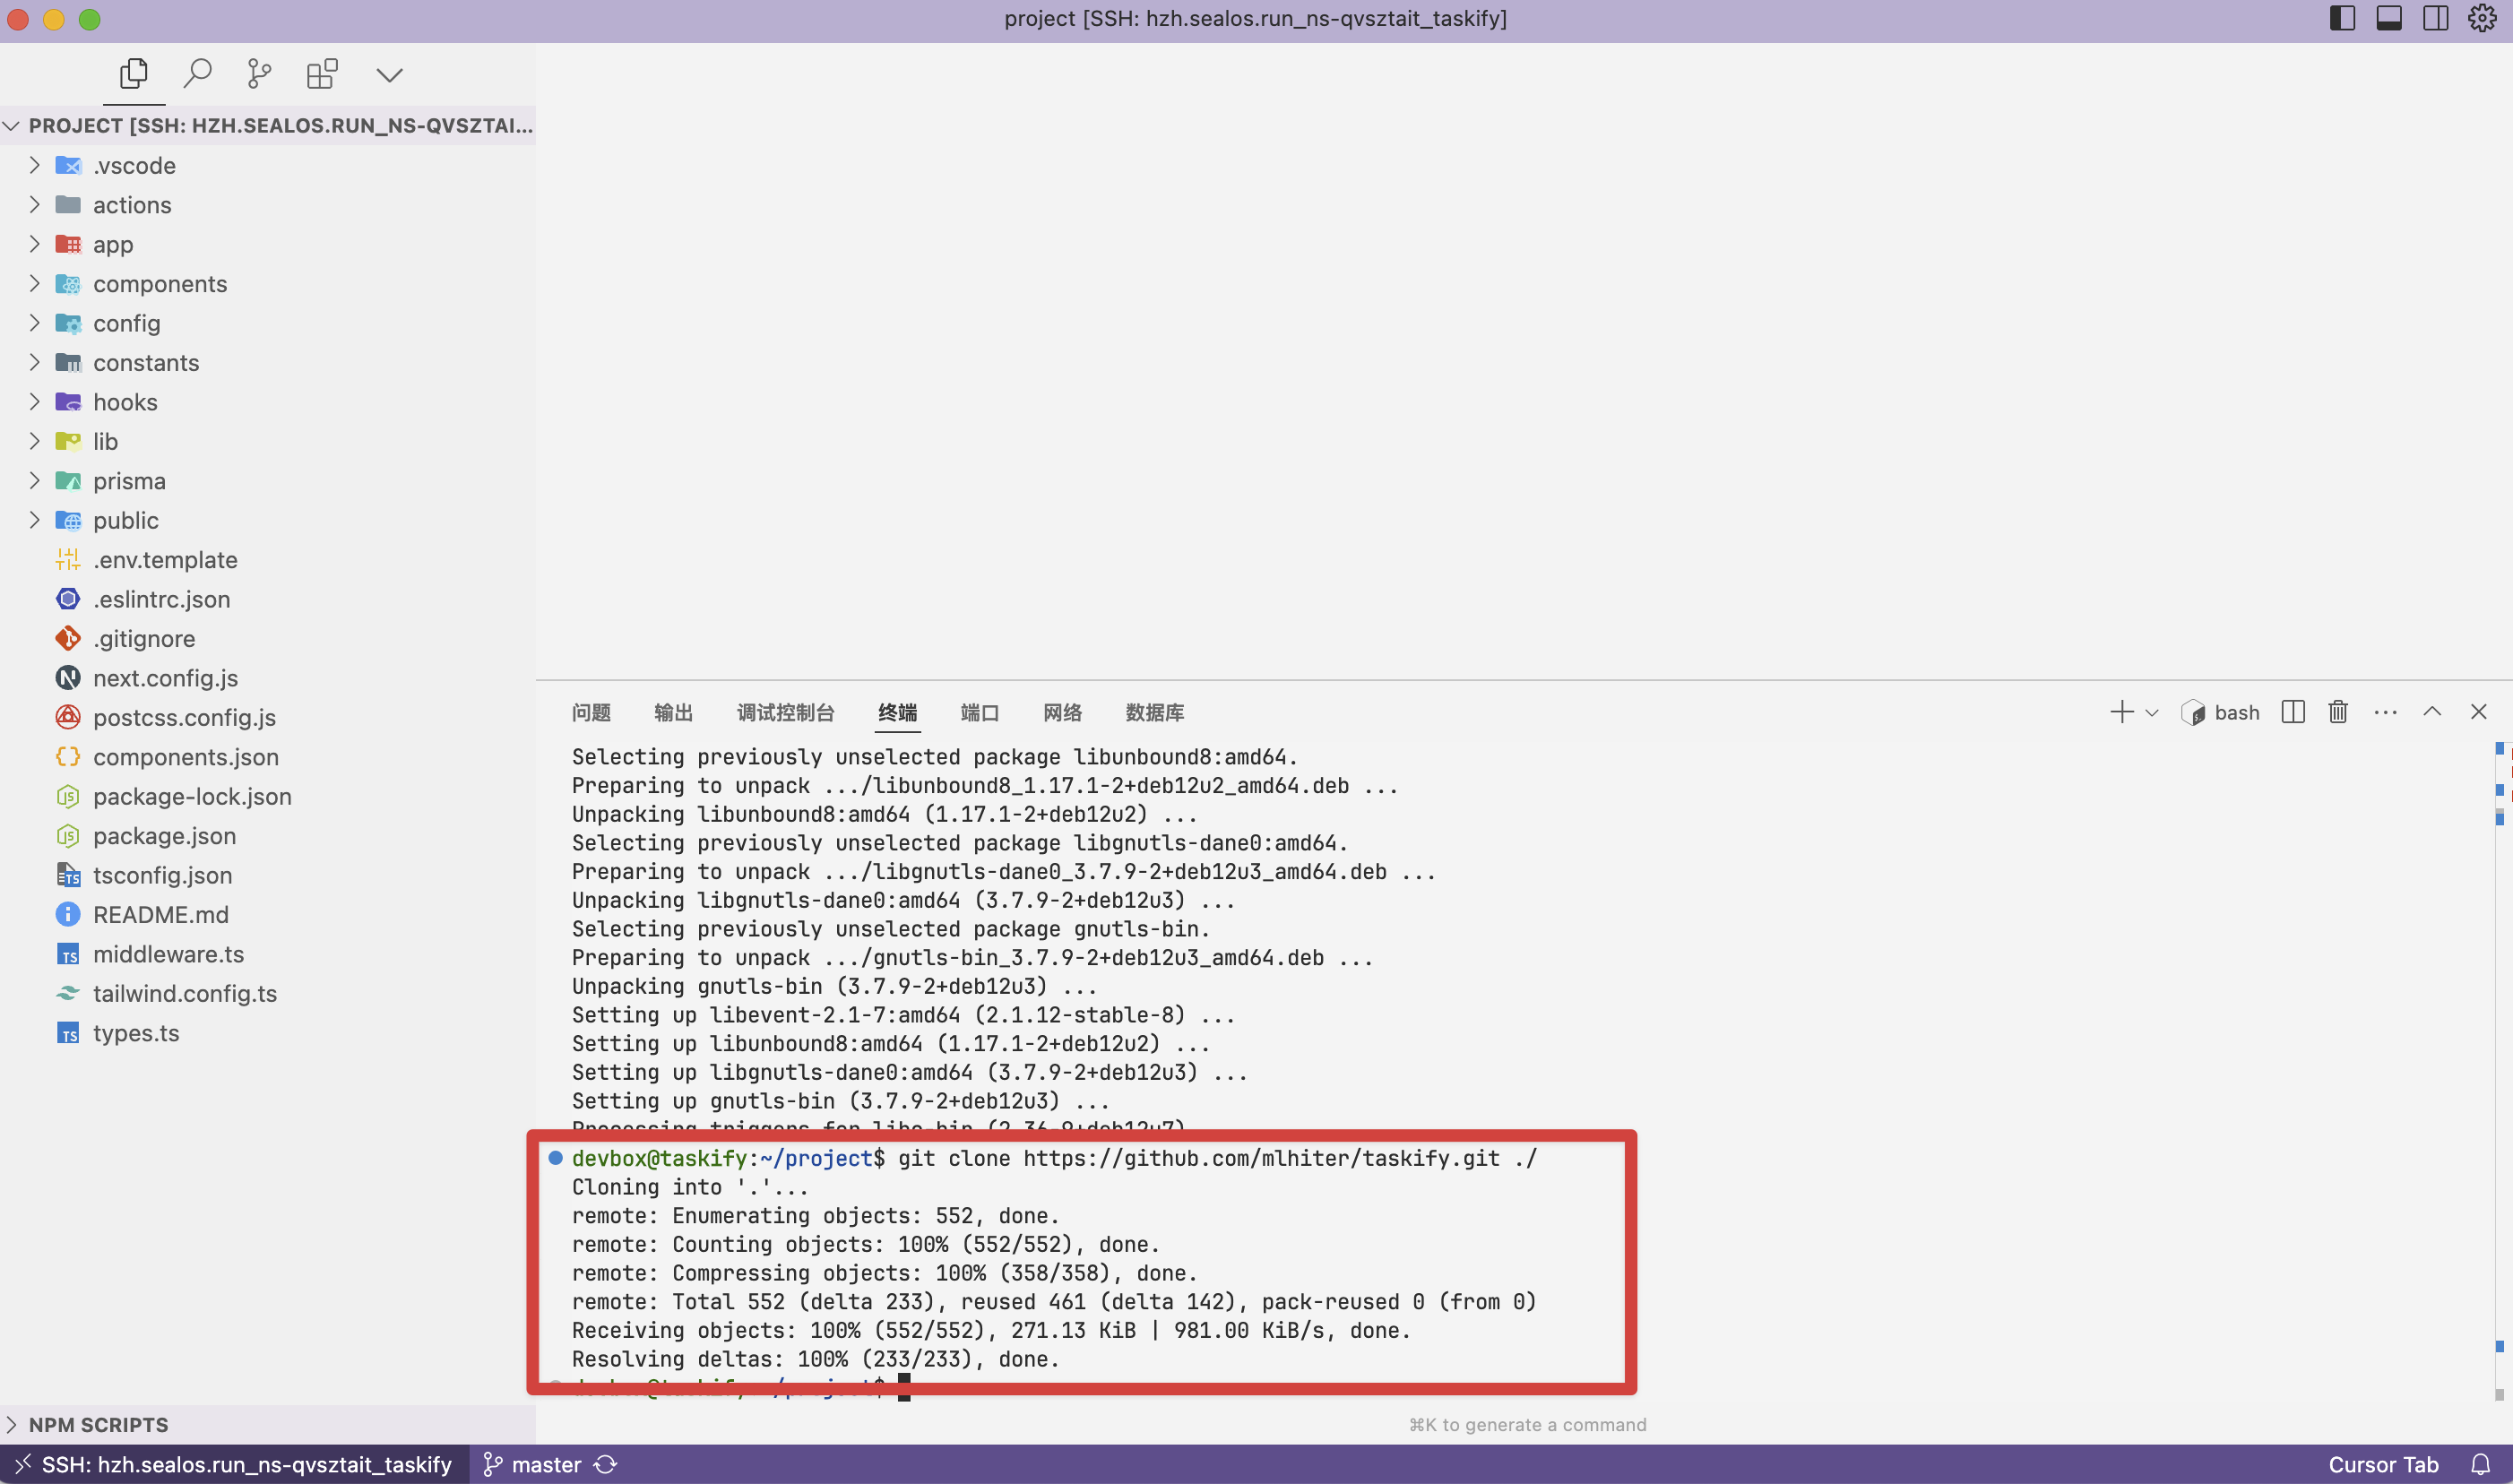 project [SSH: hzh.sealos.run_ns-qvsztait_taskify]
PROJECT [SSH: HZH.SEALOS.RUN_NS-QVSZTAI...
.vscode
actions
app
components
config
constants
hooks
lib
prisma
public
.env.template
.eslintrc.json
.gitignore
next.config.js
postcss.config.js
components.json
package-lock.json
package.json
tsconfig.json
README.md
middleware.ts
tailwind.config.ts
types.ts
NPM SCRIPTS
问题 输出 调试控制台 终端 端口 网络 数据库 bash
Selecting previously unselected package libunbound8:amd64.
Preparing to unpack .../libunbound8_1.17.1-2+deb12u2_amd64.deb ...
Unpacking libunbound8:amd64 (1.17.1-2+deb12u2) ...
Selecting previously unselected package libgnutls-dane0:amd64.
Preparing to unpack .../libgnutls-dane0_3.7.9-2+deb12u3_amd64.deb ...
Unpacking libgnutls-dane0:amd64 (3.7.9-2+deb12u3) ...
Selecting previously unselected package gnutls-bin.
Preparing to unpack .../gnutls-bin_3.7.9-2+deb12u3_amd64.deb ...
Unpacking gnutls-bin (3.7.9-2+deb12u3) ...
Setting up libevent-2.1-7:amd64 (2.1.12-stable-8) ...
Setting up libunbound8:amd64 (1.17.1-2+deb12u2) ...
Setting up libgnutls-dane0:amd64 (3.7.9-2+deb12u3) ...
Setting up gnutls-bin (3.7.9-2+deb12u3) ...
Processing triggers for libc-bin (2.36-9+deb12u7)
devbox@taskify:~/project$ git clone https://github.com/mlhiter/taskify.git ./
Cloning into '.'...
remote: Enumerating objects: 552, done.
remote: Counting objects: 100% (552/552), done.
remote: Compressing objects: 100% (358/358), done.
remote: Total 552 (delta 233), reused 461 (delta 142), pack-reused 0 (from 0)
Receiving objects: 100% (552/552), 271.13 KiB | 981.00 KiB/s, done.
Resolving deltas: 100% (233/233), done.
devbox@taskify:~/project$
⌘K to generate a command
SSH: hzh.sealos.run_ns-qvsztait_taskify master Cursor Tab